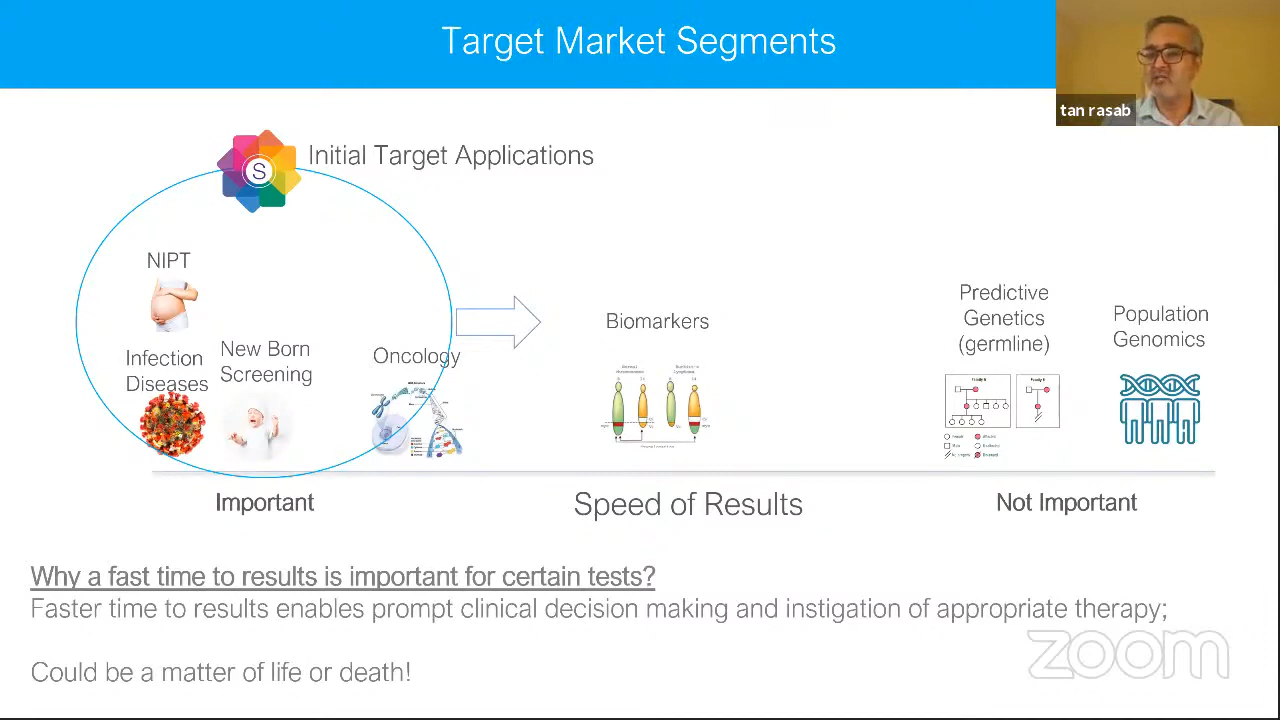 Target Market Segments
tan rasab
S
Initial Target Applications
NIPT
Infection
Diseases
New Born
Screening
Oncology
Biomarkers
Predictive
Genetics
(germline)
Population
Genomics
Important
Speed of Results
Not Important
Why a fast time to results is important for certain tests?
Faster time to results enables prompt clinical decision making and instigation of appropriate therapy;
Could be a matter of life or death!
zoom